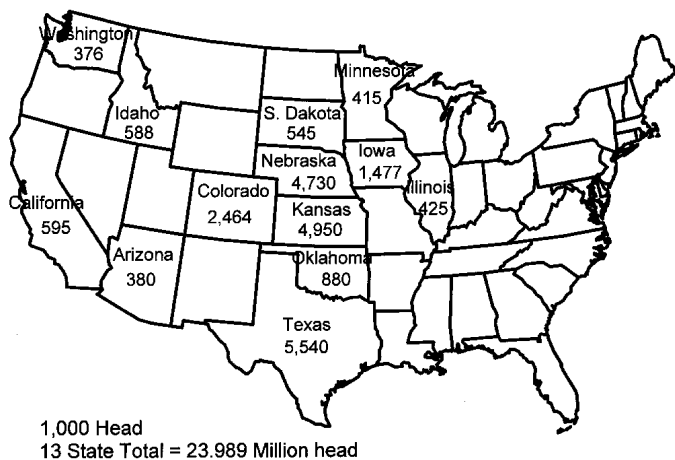 Washington
376
Minnesota
415
Idaho
588
S. Dakota
545
Iowa
1,477
Nebraska
4,730
Illinois
425
Colorado
2,464
Kansas
4,950
California
595
Arizona
380
Oklahoma
880
Texas
5,540
1,000 Head
13 State Total = 23.989 Million head